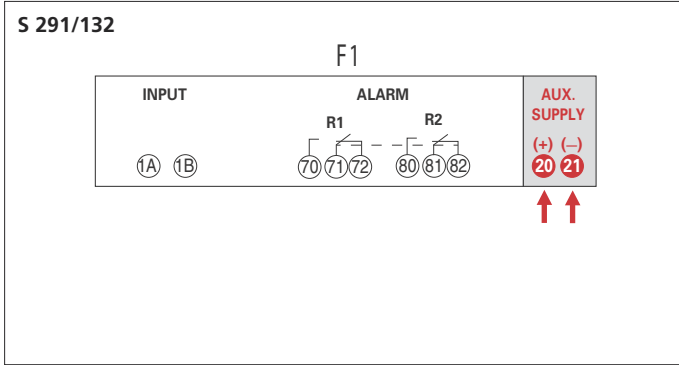 S 291/132
F1
INPUT ALARM AUX.
SUPPLY
R1 R2
(+) (—)
1A 1B 70 71 72 80 81 82 20 21